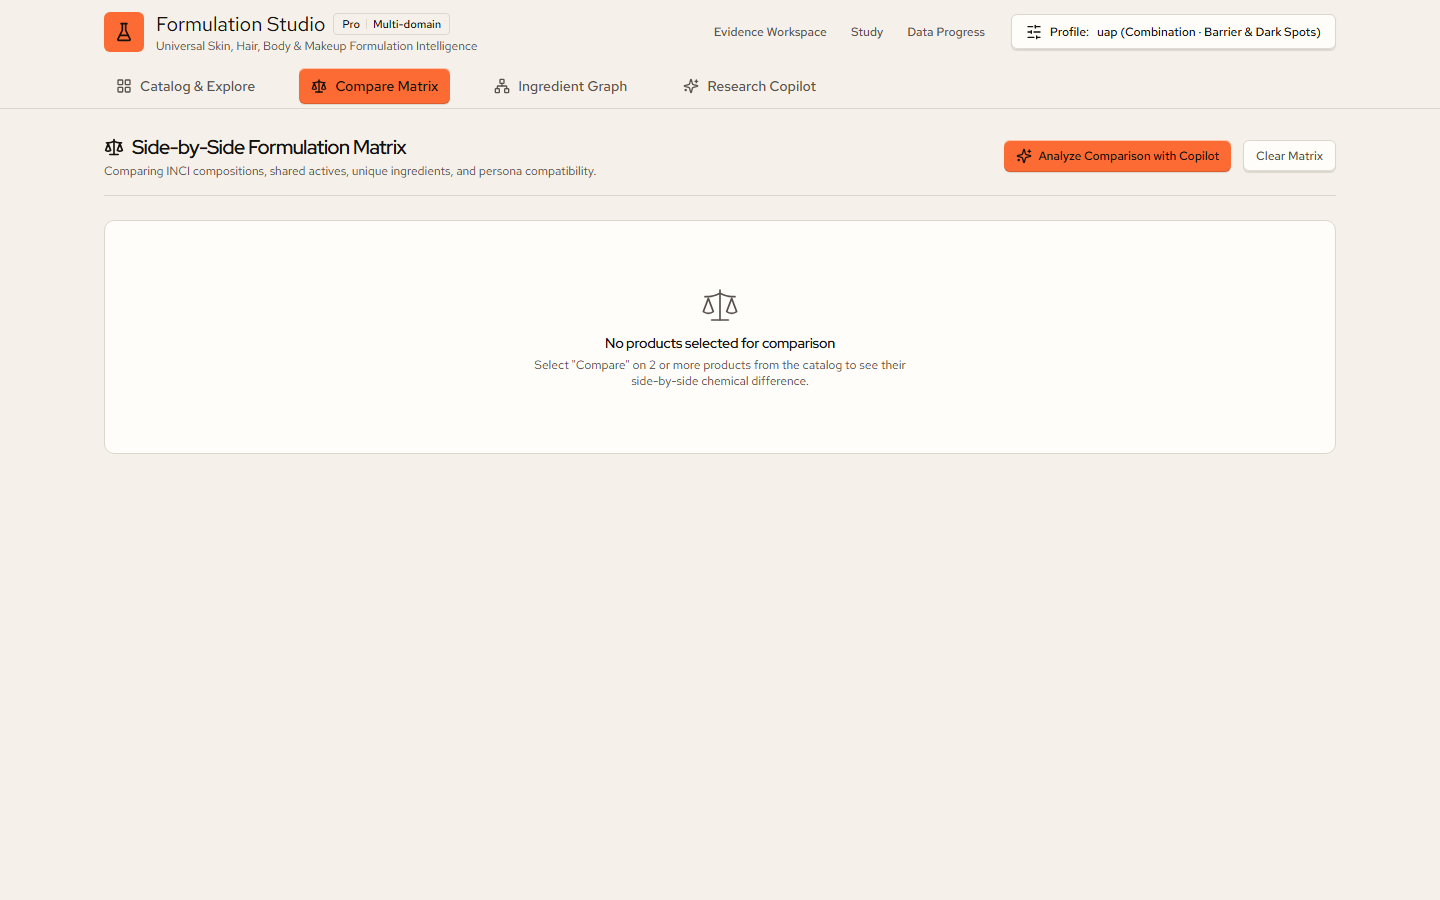 Formulation Studio
Pro | Multi-domain
Universal Skin, Hair, Body & Makeup Formulation Intelligence
Evidence Workspace
Study
Data Progress
Profile: uap (Combination · Barrier & Dark Spots)
Catalog & Explore
Compare Matrix
Ingredient Graph
Research Copilot
Side-by-Side Formulation Matrix
Comparing INCI compositions, shared actives, unique ingredients, and persona compatibility.
Analyze Comparison with Copilot
Clear Matrix
No products selected for comparison
Select "Compare" on 2 or more products from the catalog to see their
side-by-side chemical difference.